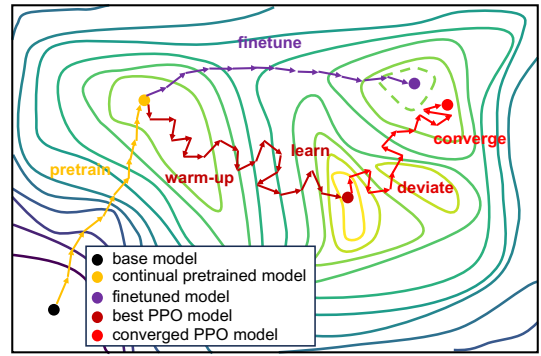 finetune
pretrain
warm-up
learn
converge
deviate
base model
continual pretrained model
finetuned model
best PPO model
converged PPO model